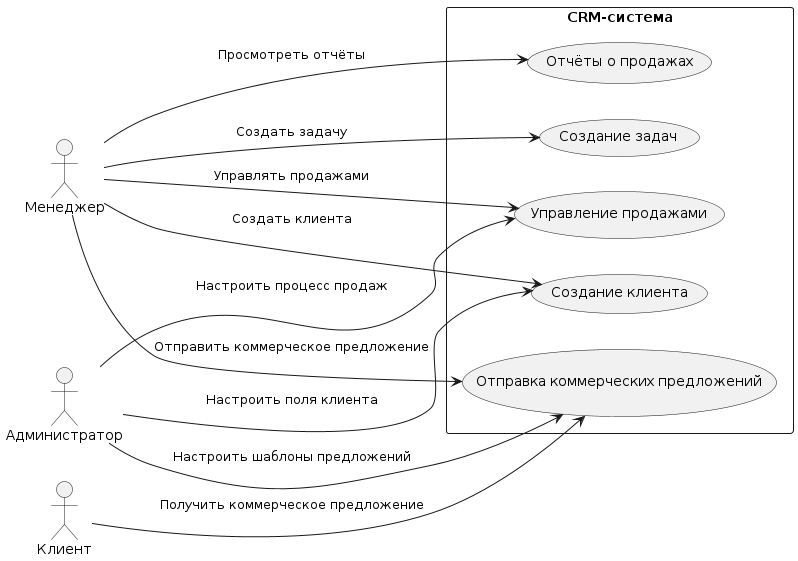 CRM-система
Просмотреть отчёты
Отчёты о продажах
Создать задачу
Создание задач
Управлять продажами
Менеджер
Управление продажами
Создать клиента
Настроить процесс продаж
Создание клиента
Отправить коммерческое предложение
Отправка коммерческих предложений
Настроить поля клиента
Администратор
Настроить шаблоны предложений
Получить коммерческое предложение
Клиент